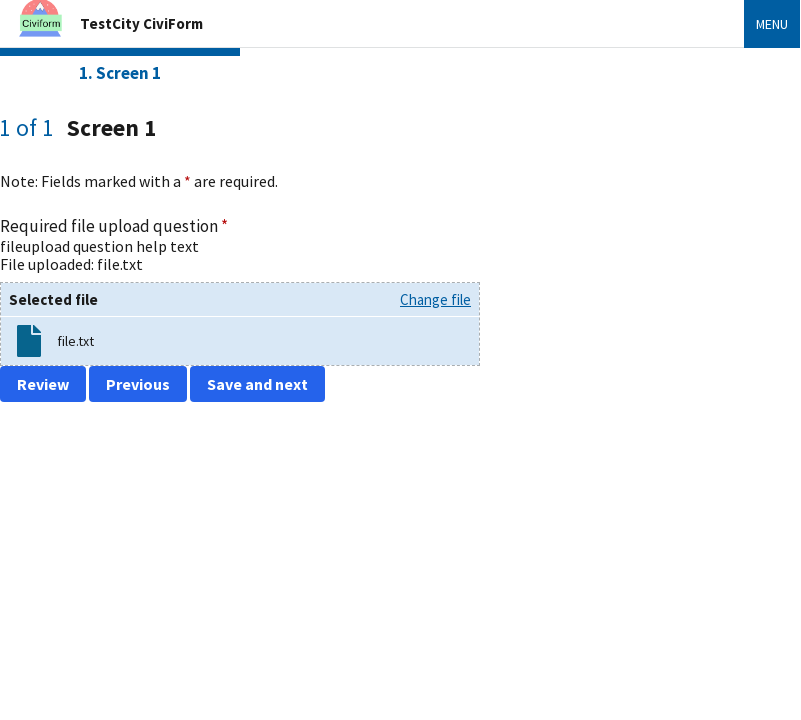 Civiform
TestCity CiviForm
MENU
1. Screen 1
1 of 1 Screen 1
Note: Fields marked with a * are required.
Required file upload question *
fileupload question help text
File uploaded: file.txt
Selected file
Change file
file.txt
Review
Previous
Save and next